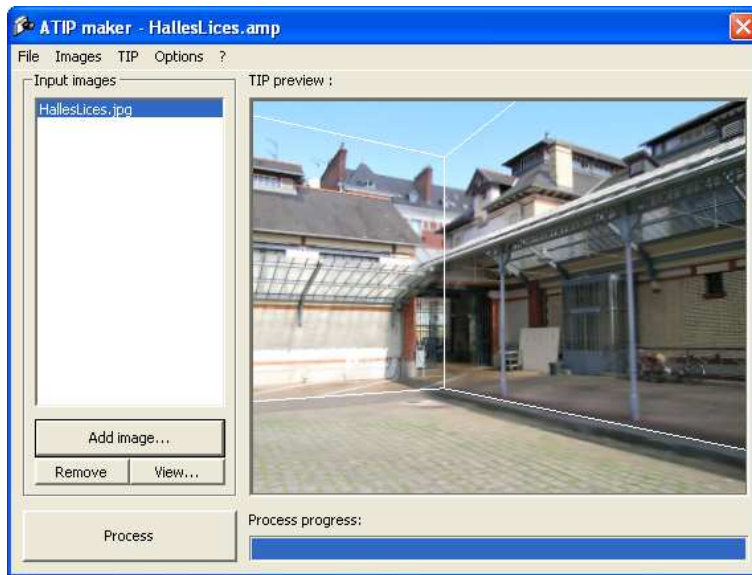 ATIP maker - HallesLices.amp
File Images TIP Options ?
Input images
HallesLices.jpg
Add image...
Remove View...
Process
TIP preview :
Process progress: